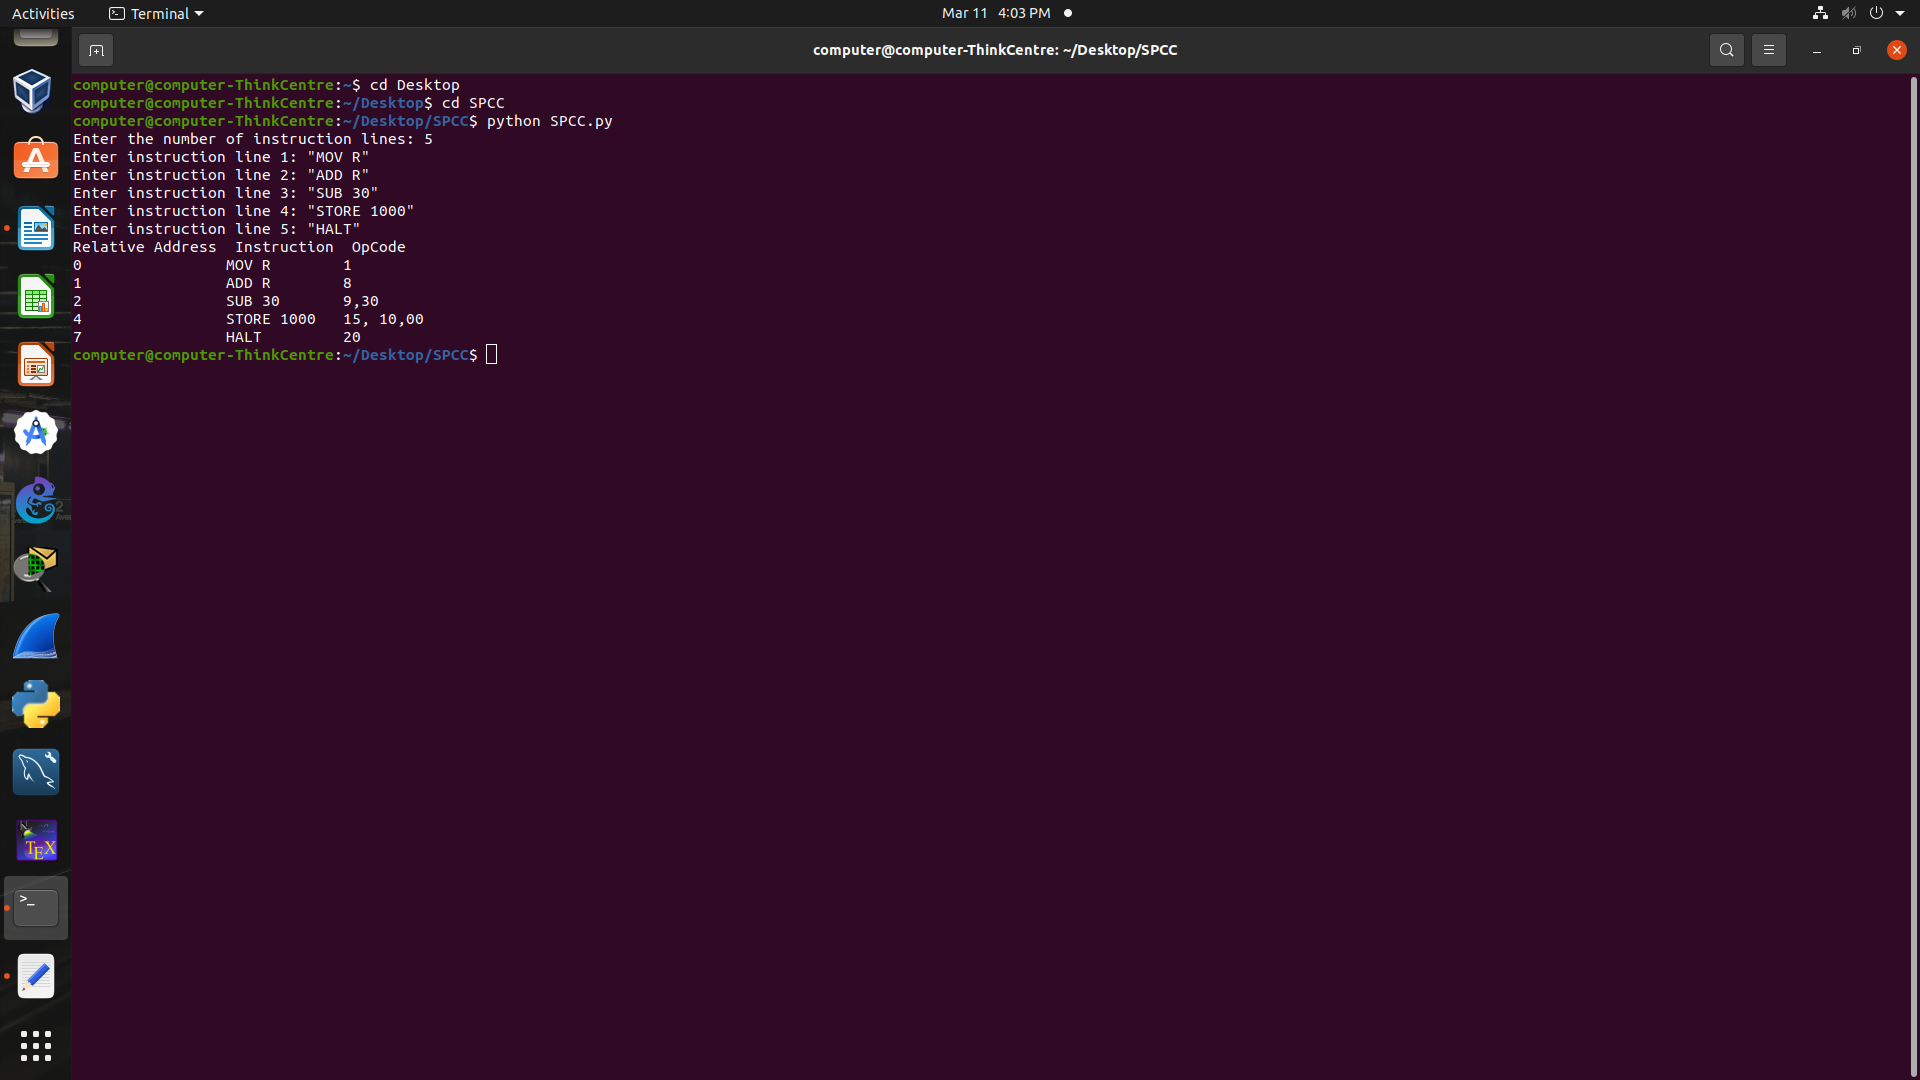 Activities Terminal Mar 11 4:03 PM
computer@computer-ThinkCentre: ~/Desktop/SPCC
computer@computer-ThinkCentre:~$ cd Desktop
computer@computer-ThinkCentre:~/Desktop$ cd SPCC
computer@computer-ThinkCentre:~/Desktop/SPCC$ python SPCC.py
Enter the number of instruction lines: 5
Enter instruction line 1: "MOV R"
Enter instruction line 2: "ADD R"
Enter instruction line 3: "SUB 30"
Enter instruction line 4: "STORE 1000"
Enter instruction line 5: "HALT"
Relative Address  Instruction  OpCode
0                MOV R        1
1                ADD R        8
2                SUB 30       9,30
4                STORE 1000   15, 10,00
7                HALT         20
computer@computer-ThinkCentre:~/Desktop/SPCC$
2
TEX
>_